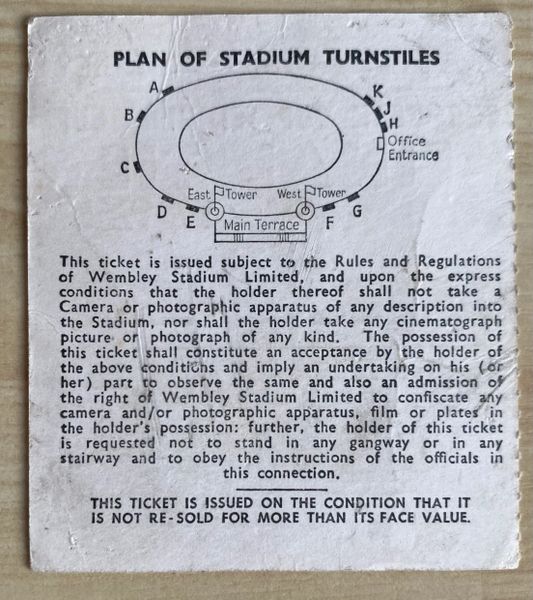 PLAN OF STADIUM TURNSTILES
A
K
B
J
H
Office
Entrance
C
East Tower
West Tower
D
E
F
G
Main Terrace
This ticket is issued subject to the Rules and Regulations
of Wembley Stadium Limited, and upon the express
conditions that the holder thereof shall not take a
Camera or photographic apparatus of any description into
the Stadium, nor shall the holder take any cinematograph
picture or photograph of any kind. The possession of
this ticket shall constitute an acceptance by the holder of
the above conditions and imply an undertaking on his (or
her) part to observe the same and also an admission of
the right of Wembley Stadium Limited to confiscate any
camera and/or photographic apparatus, film or plates in
the holder's possession: further, the holder of this ticket
is requested not to stand in any gangway or in any
stairway and to obey the instructions of the officials in
this connection.
THIS TICKET IS ISSUED ON THE CONDITION THAT IT
IS NOT RE-SOLD FOR MORE THAN ITS FACE VALUE.